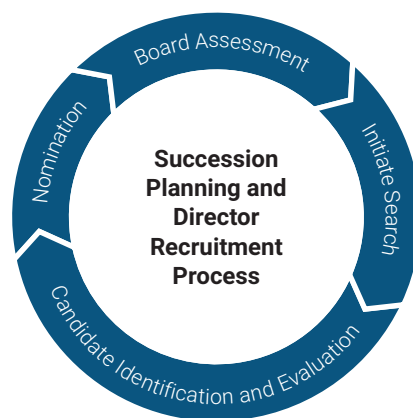 Board Assessment
Initiate Search
Candidate Identification and Evaluation
Nomination
Succession
Planning and
Director
Recruitment
Process